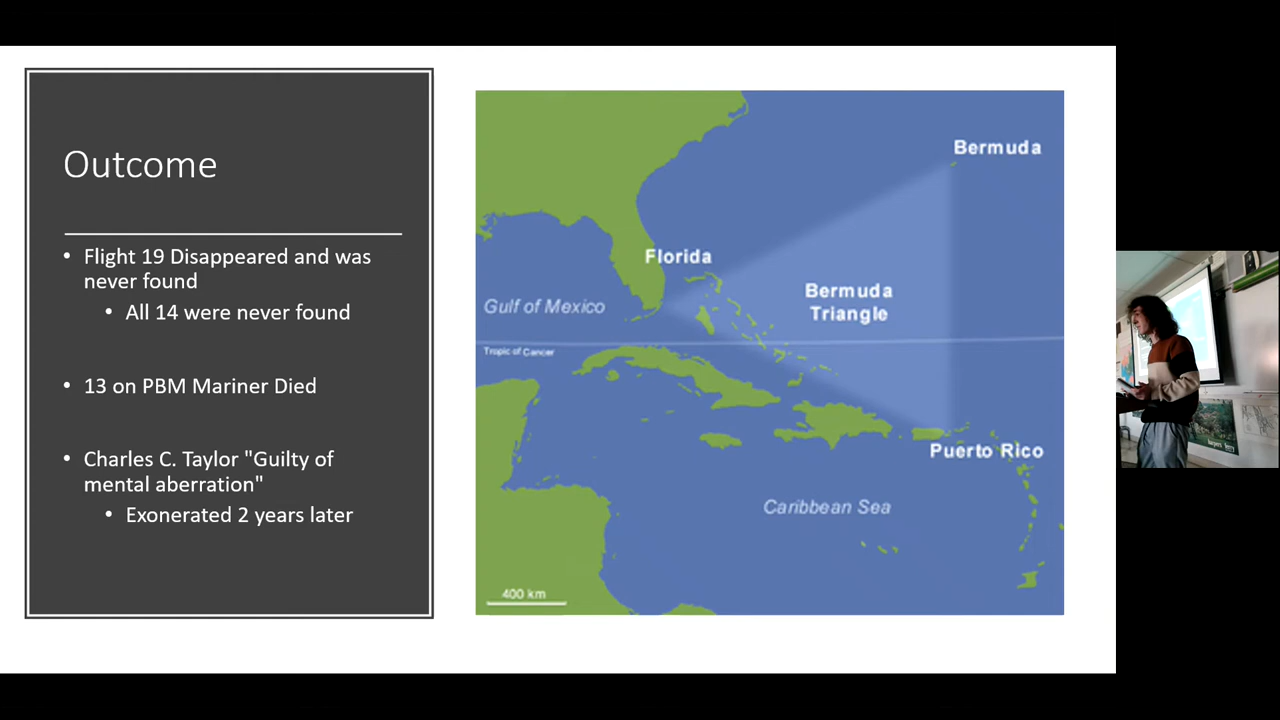 Outcome
Flight 19 Disappeared and was
never found
All 14 were never found
13 on PBM Mariner Died
Charles C. Taylor "Guilty of
mental aberration"
Exonerated 2 years later
Bermuda
Florida
Bermuda
Triangle
Gulf of Mexico
Tropic of Cancer
Puerto Rico
Caribbean Sea
400 km
harpers ferry